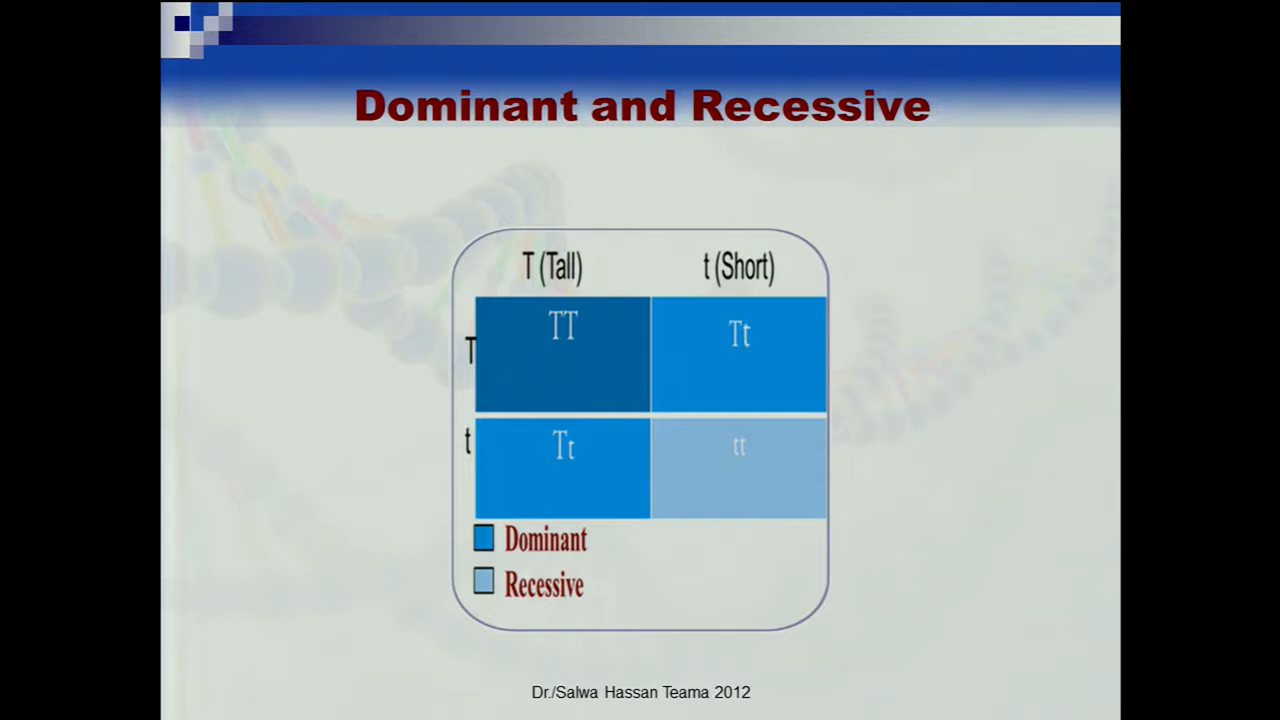 Dominant and Recessive
T (Tall) t (Short)
T TT Tt
t Tt tt
Dominant
Recessive
Dr./Salwa Hassan Teama 2012